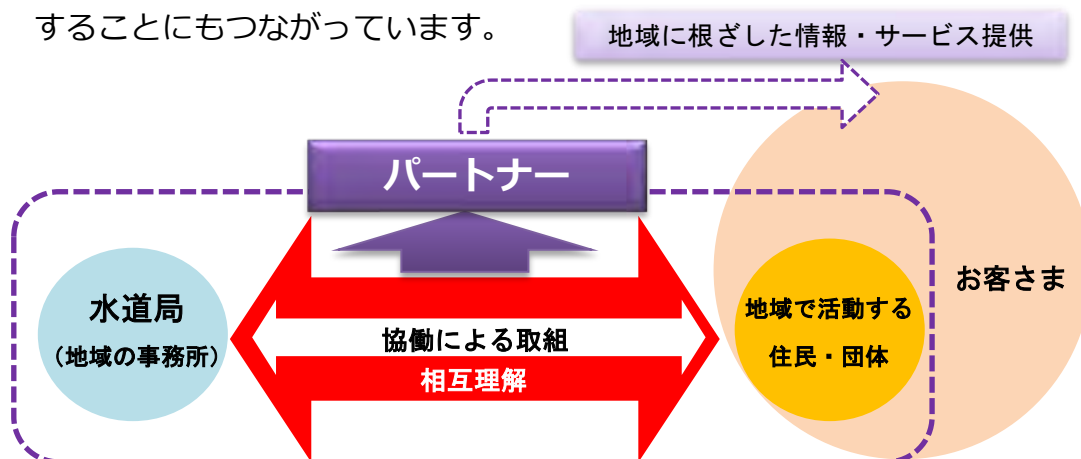 することにもつながっています。
地域に根ざした情報・サービス提供
パートナー
水道局
（地域の事務所）
協働による取組
相互理解
地域で活動する
住民・団体
お客さま